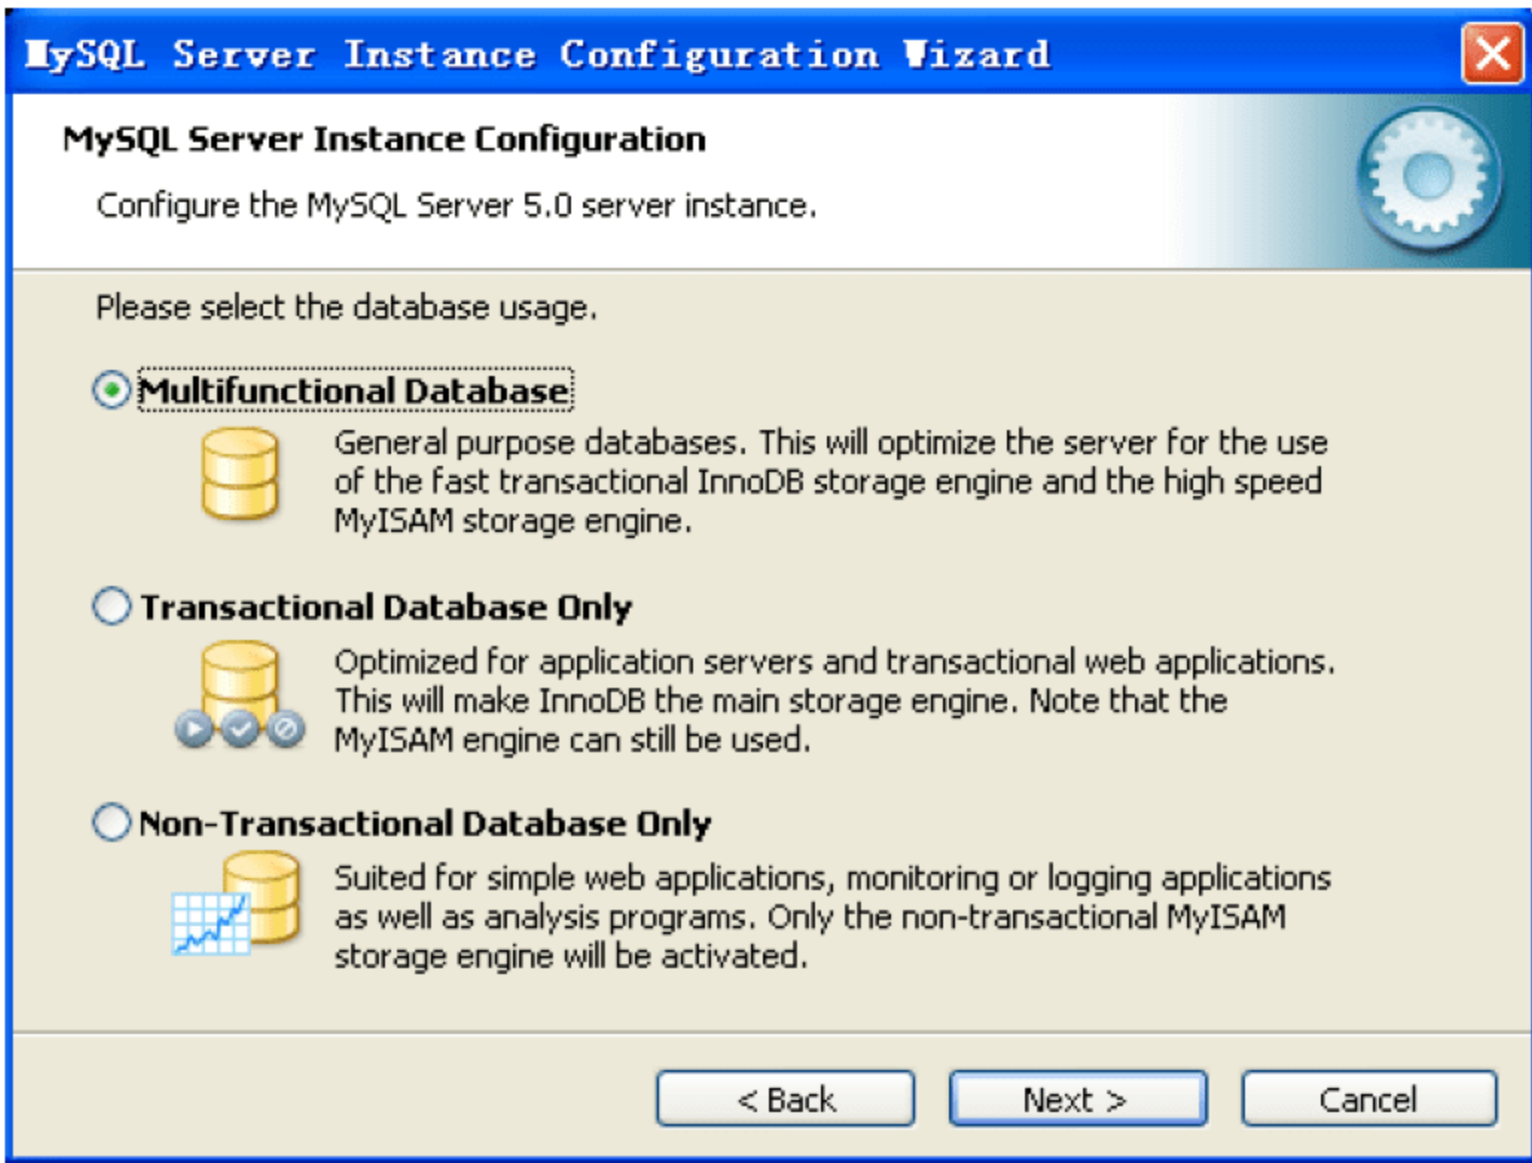 MySQL Server Instance Configuration Wizard
MySQL Server Instance Configuration
Configure the MySQL Server 5.0 server instance.
Please select the database usage.
Multifunctional Database
General purpose databases. This will optimize the server for the use
of the fast transactional InnoDB storage engine and the high speed
MyISAM storage engine.
Transactional Database Only
Optimized for application servers and transactional web applications.
This will make InnoDB the main storage engine. Note that the
MyISAM engine can still be used.
Non-Transactional Database Only
Suited for simple web applications, monitoring or logging applications
as well as analysis programs. Only the non-transactional MyISAM
storage engine will be activated.
< Back
Next >
Cancel